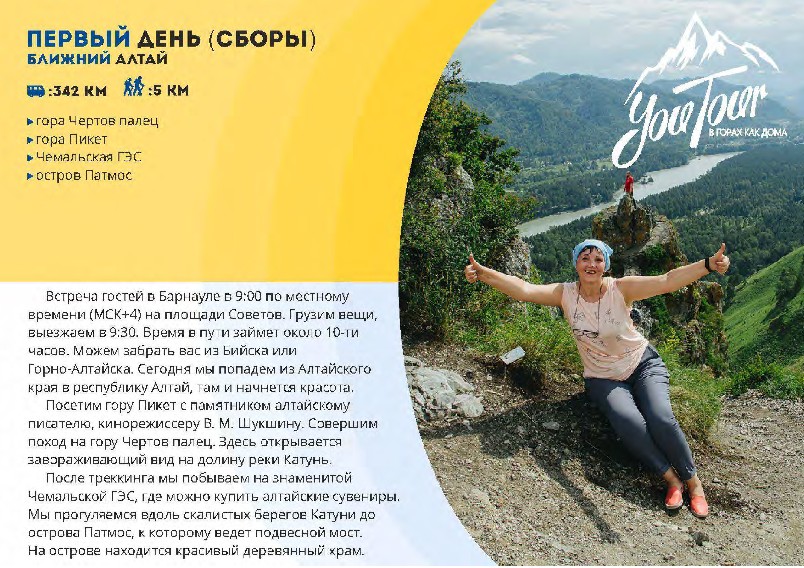 ПЕРВЫЙ ДЕНЬ (СБОРЫ)
БЛИЖНИЙ АЛТАЙ
:342 КМ :5 КМ
гора Чертов палец
гора Пикет
Чемальская ГЭС
остров Патмос
YouTour
В ГОРАХ КАК ДОМА
Встреча гостей в Барнауле в 9:00 по местному
времени (МСК+4) на площади Советов. Грузим вещи,
выезжаем в 9:30. Время в пути займет около 10-ти
часов. Можем забрать вас из Бийска или
Горно-Алтайска. Сегодня мы попадем из Алтайского
края в республику Алтай, там и начнется красота.
Посетим гору Пикет с памятником алтайскому
писателю, кинорежиссеру В. М. Шукшину. Совершим
поход на гору Чертов палец. Здесь открывается
завораживающий вид на долину реки Катунь.
После треккинга мы побываем на знаменитой
Чемальской ГЭС, где можно купить алтайские сувениры.
Мы прогуляемся вдоль скалистых берегов Катуни до
острова Патмос, к которому ведет подвесной мост.
На острове находится красивый деревянный храм.